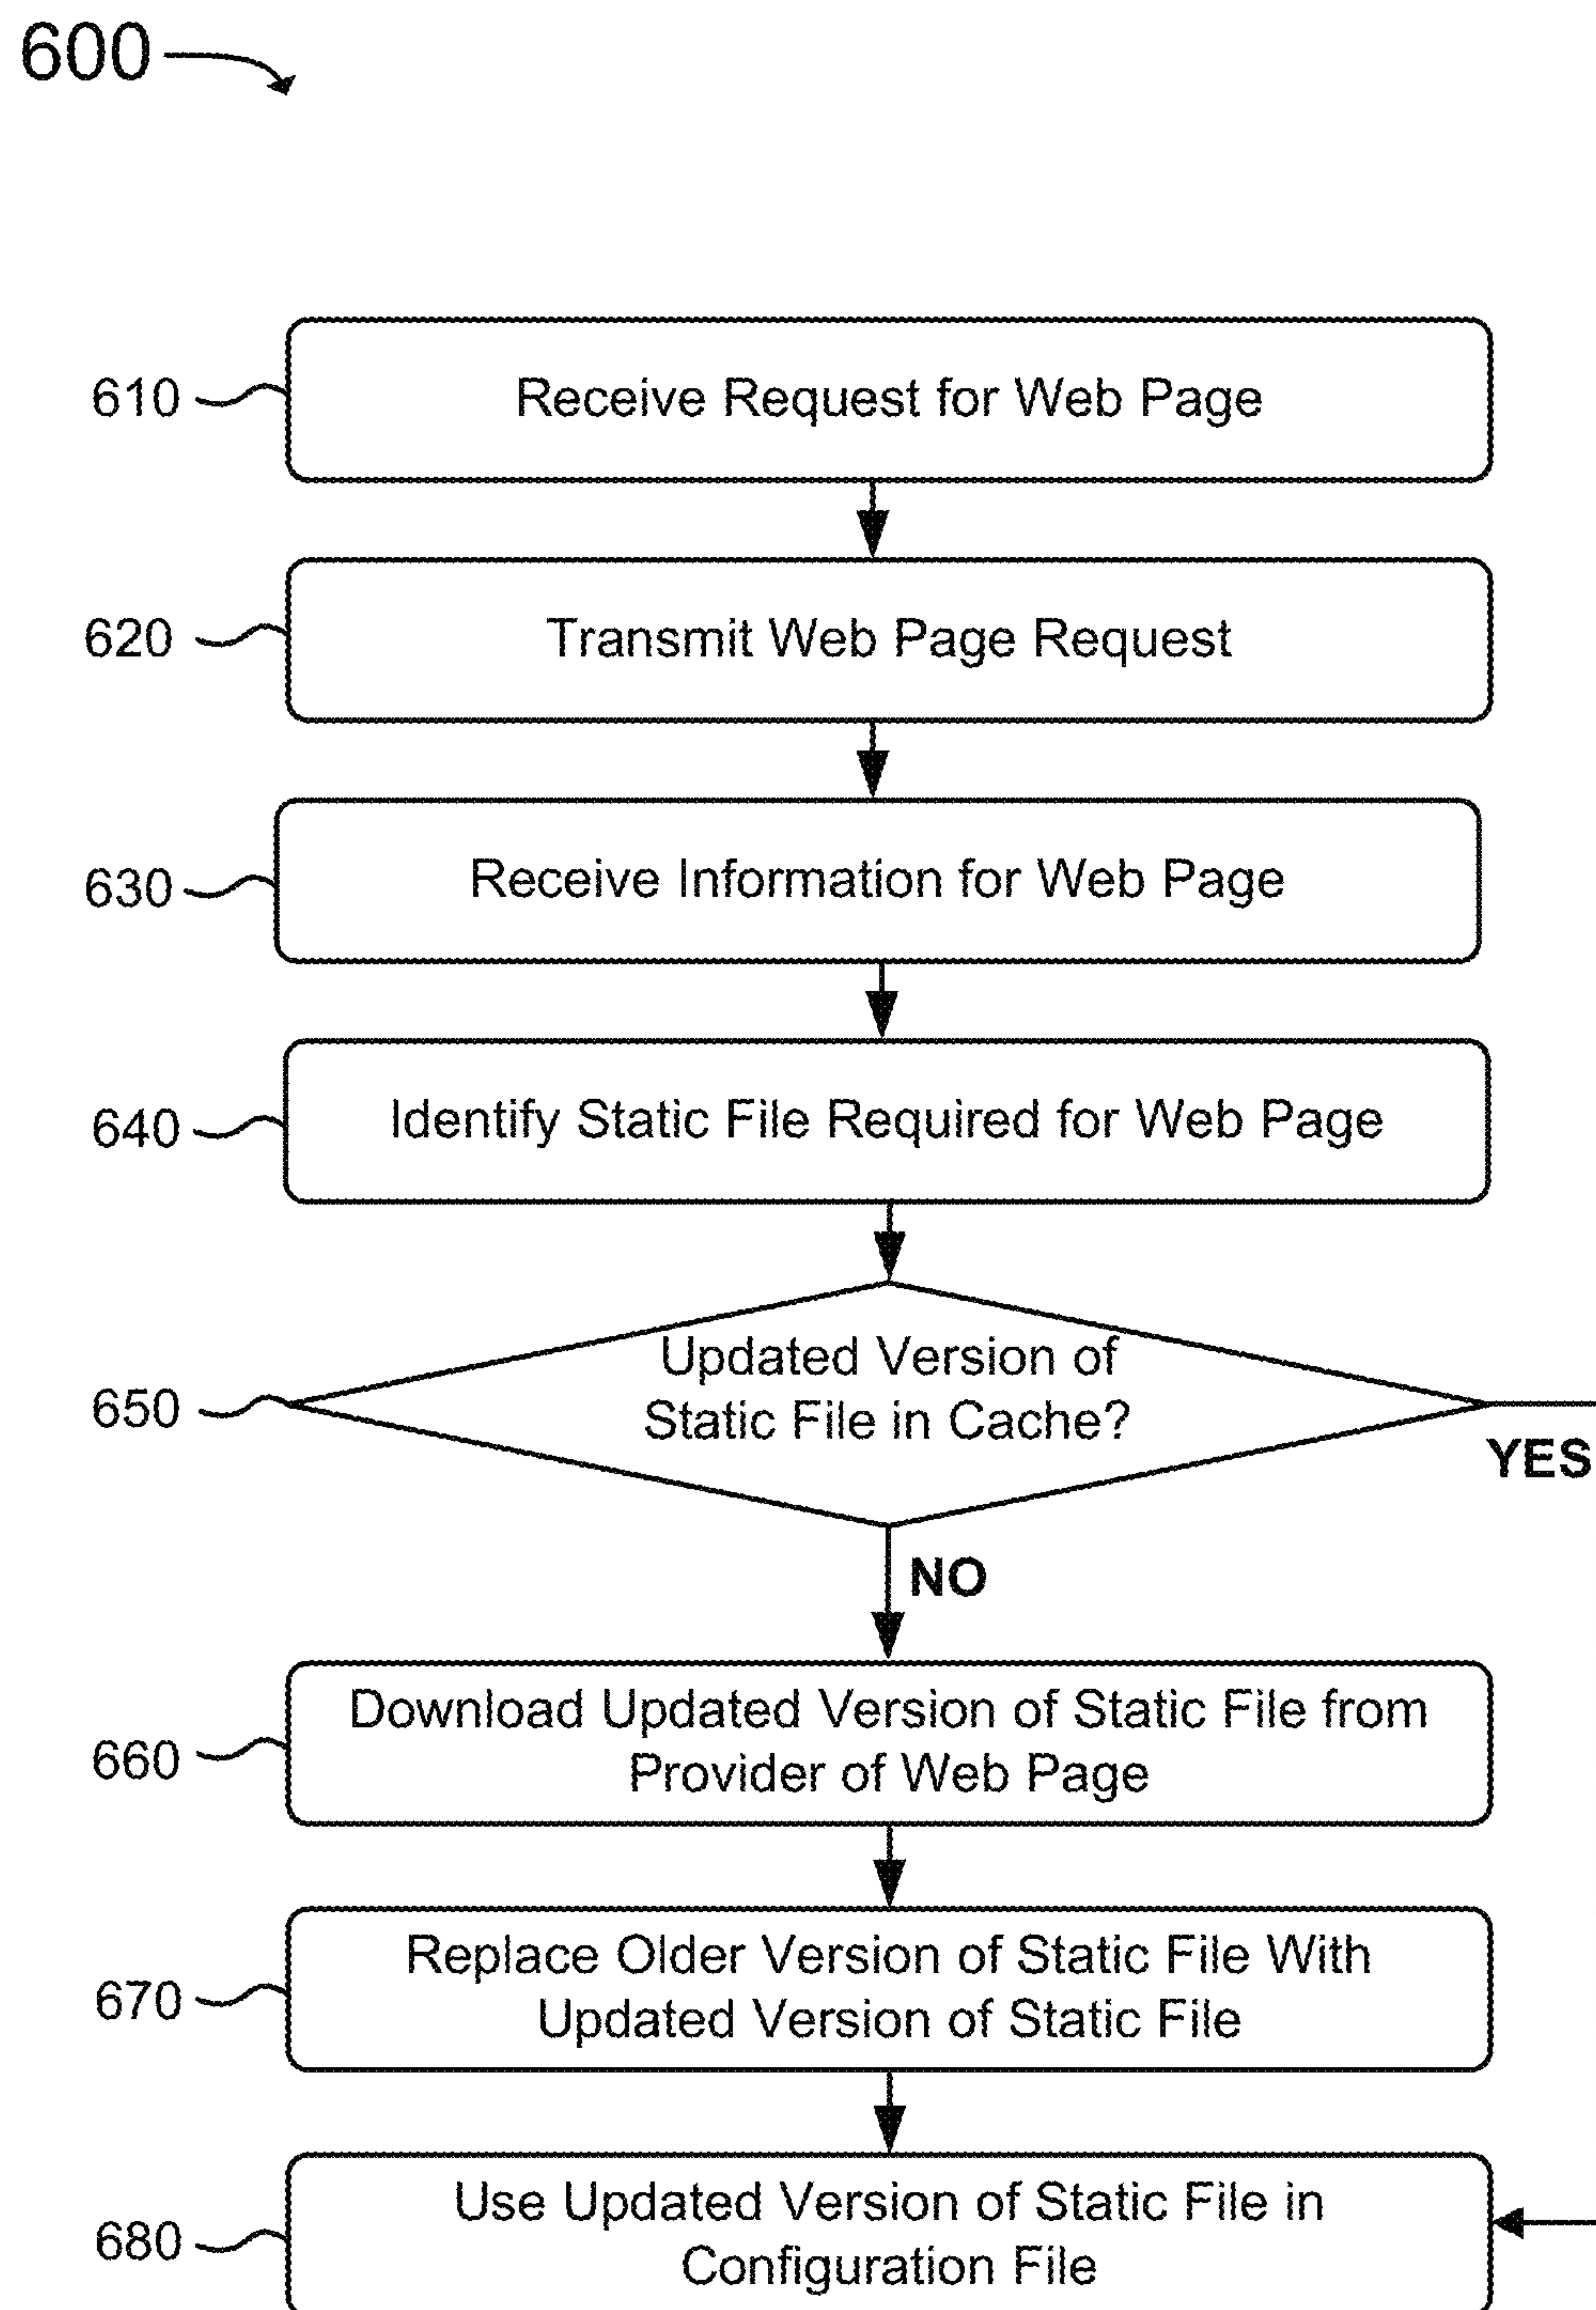 600
610
Receive Request for Web Page
620
Transmit Web Page Request
630
Receive Information for Web Page
640
Identify Static File Required for Web Page
650
Updated Version of
Static File in Cache?
YES
NO
660
Download Updated Version of Static File from
Provider of Web Page
670
Replace Older Version of Static File With
Updated Version of Static File
680
Use Updated Version of Static File in
Configuration File